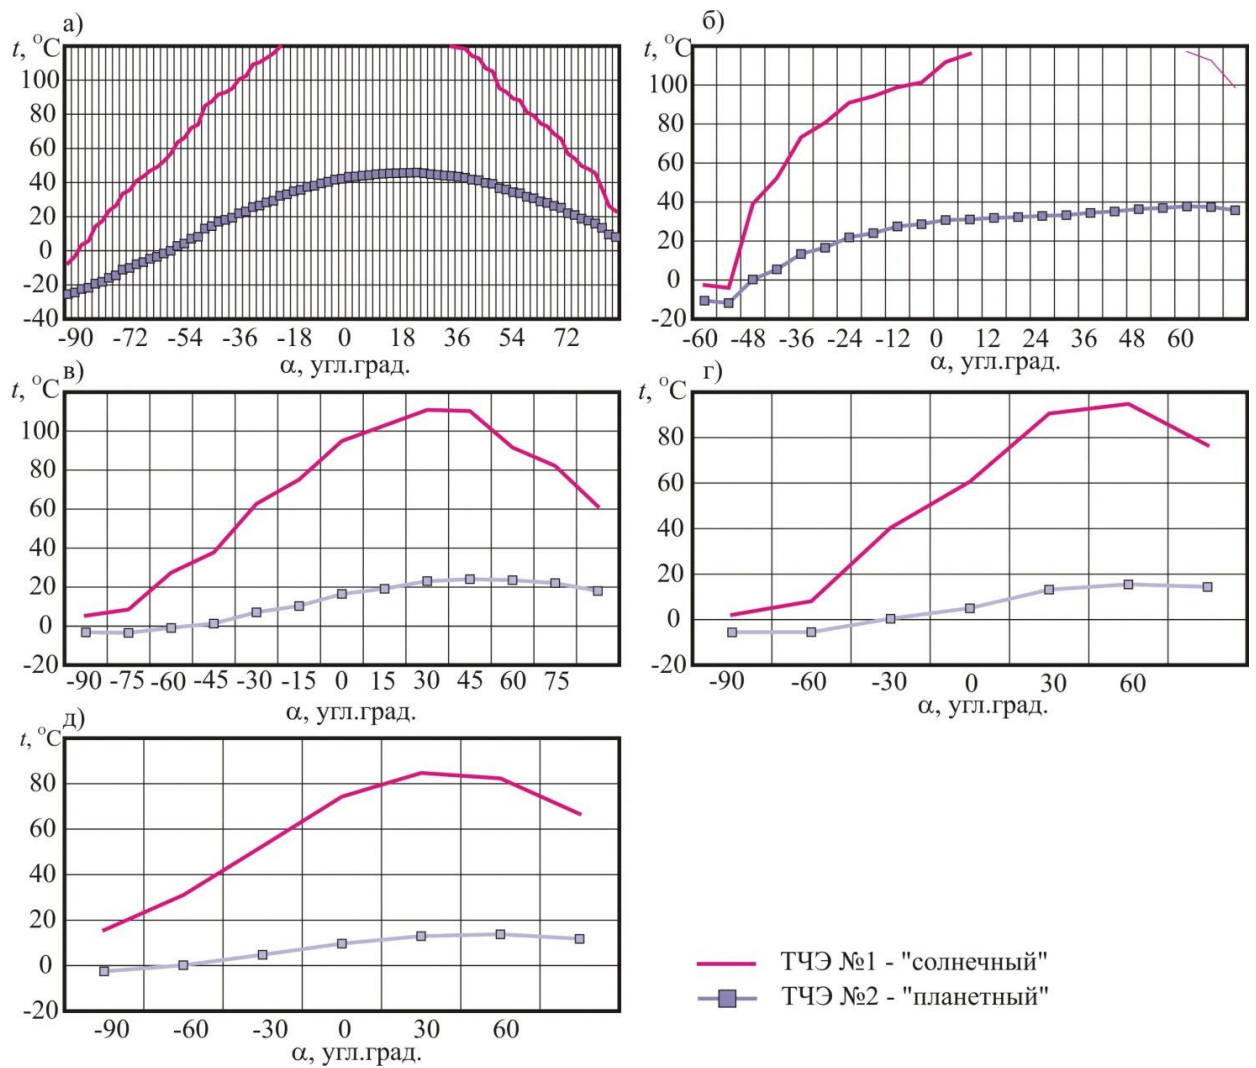 а)
t, °C
100
80
60
40
20
0
-20
-40
-90 -72 -54 -36 -18 0 18 36 54 72
α, угл.град.
б)
t, °C
100
80
60
40
20
0
-20
-60 -48 -36 -24 -12 0 12 24 36 48 60
α, угл.град.
в)
t, °C
100
80
60
40
20
0
-20
-90 -75 -60 -45 -30 -15 0 15 30 45 60 75
α, угл.град.
г)
t, °C
80
60
40
20
0
-20
-90 -60 -30 0 30 60
α, угл.град.
д)
t, °C
80
60
40
20
0
-20
-90 -60 -30 0 30 60
α, угл.град.
ТЧЭ №1 - "солнечный"
ТЧЭ №2 - "планетный"